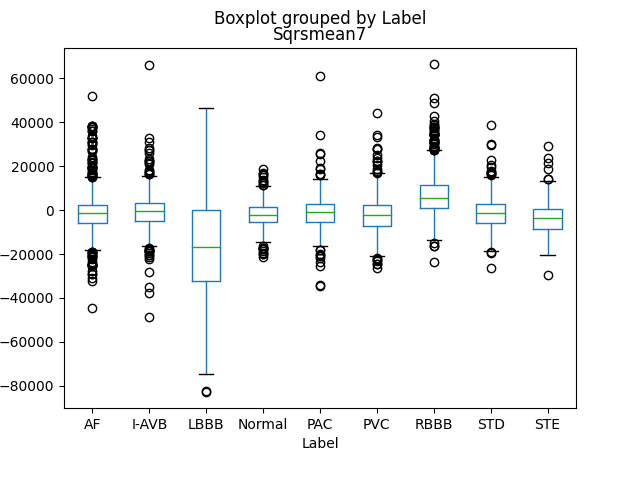 Boxplot grouped by Label
Sqrsmean7
60000
40000
20000
0
−20000
−40000
−60000
−80000
AF I-AVB LBBB Normal PAC PVC RBBB STD STE
Label